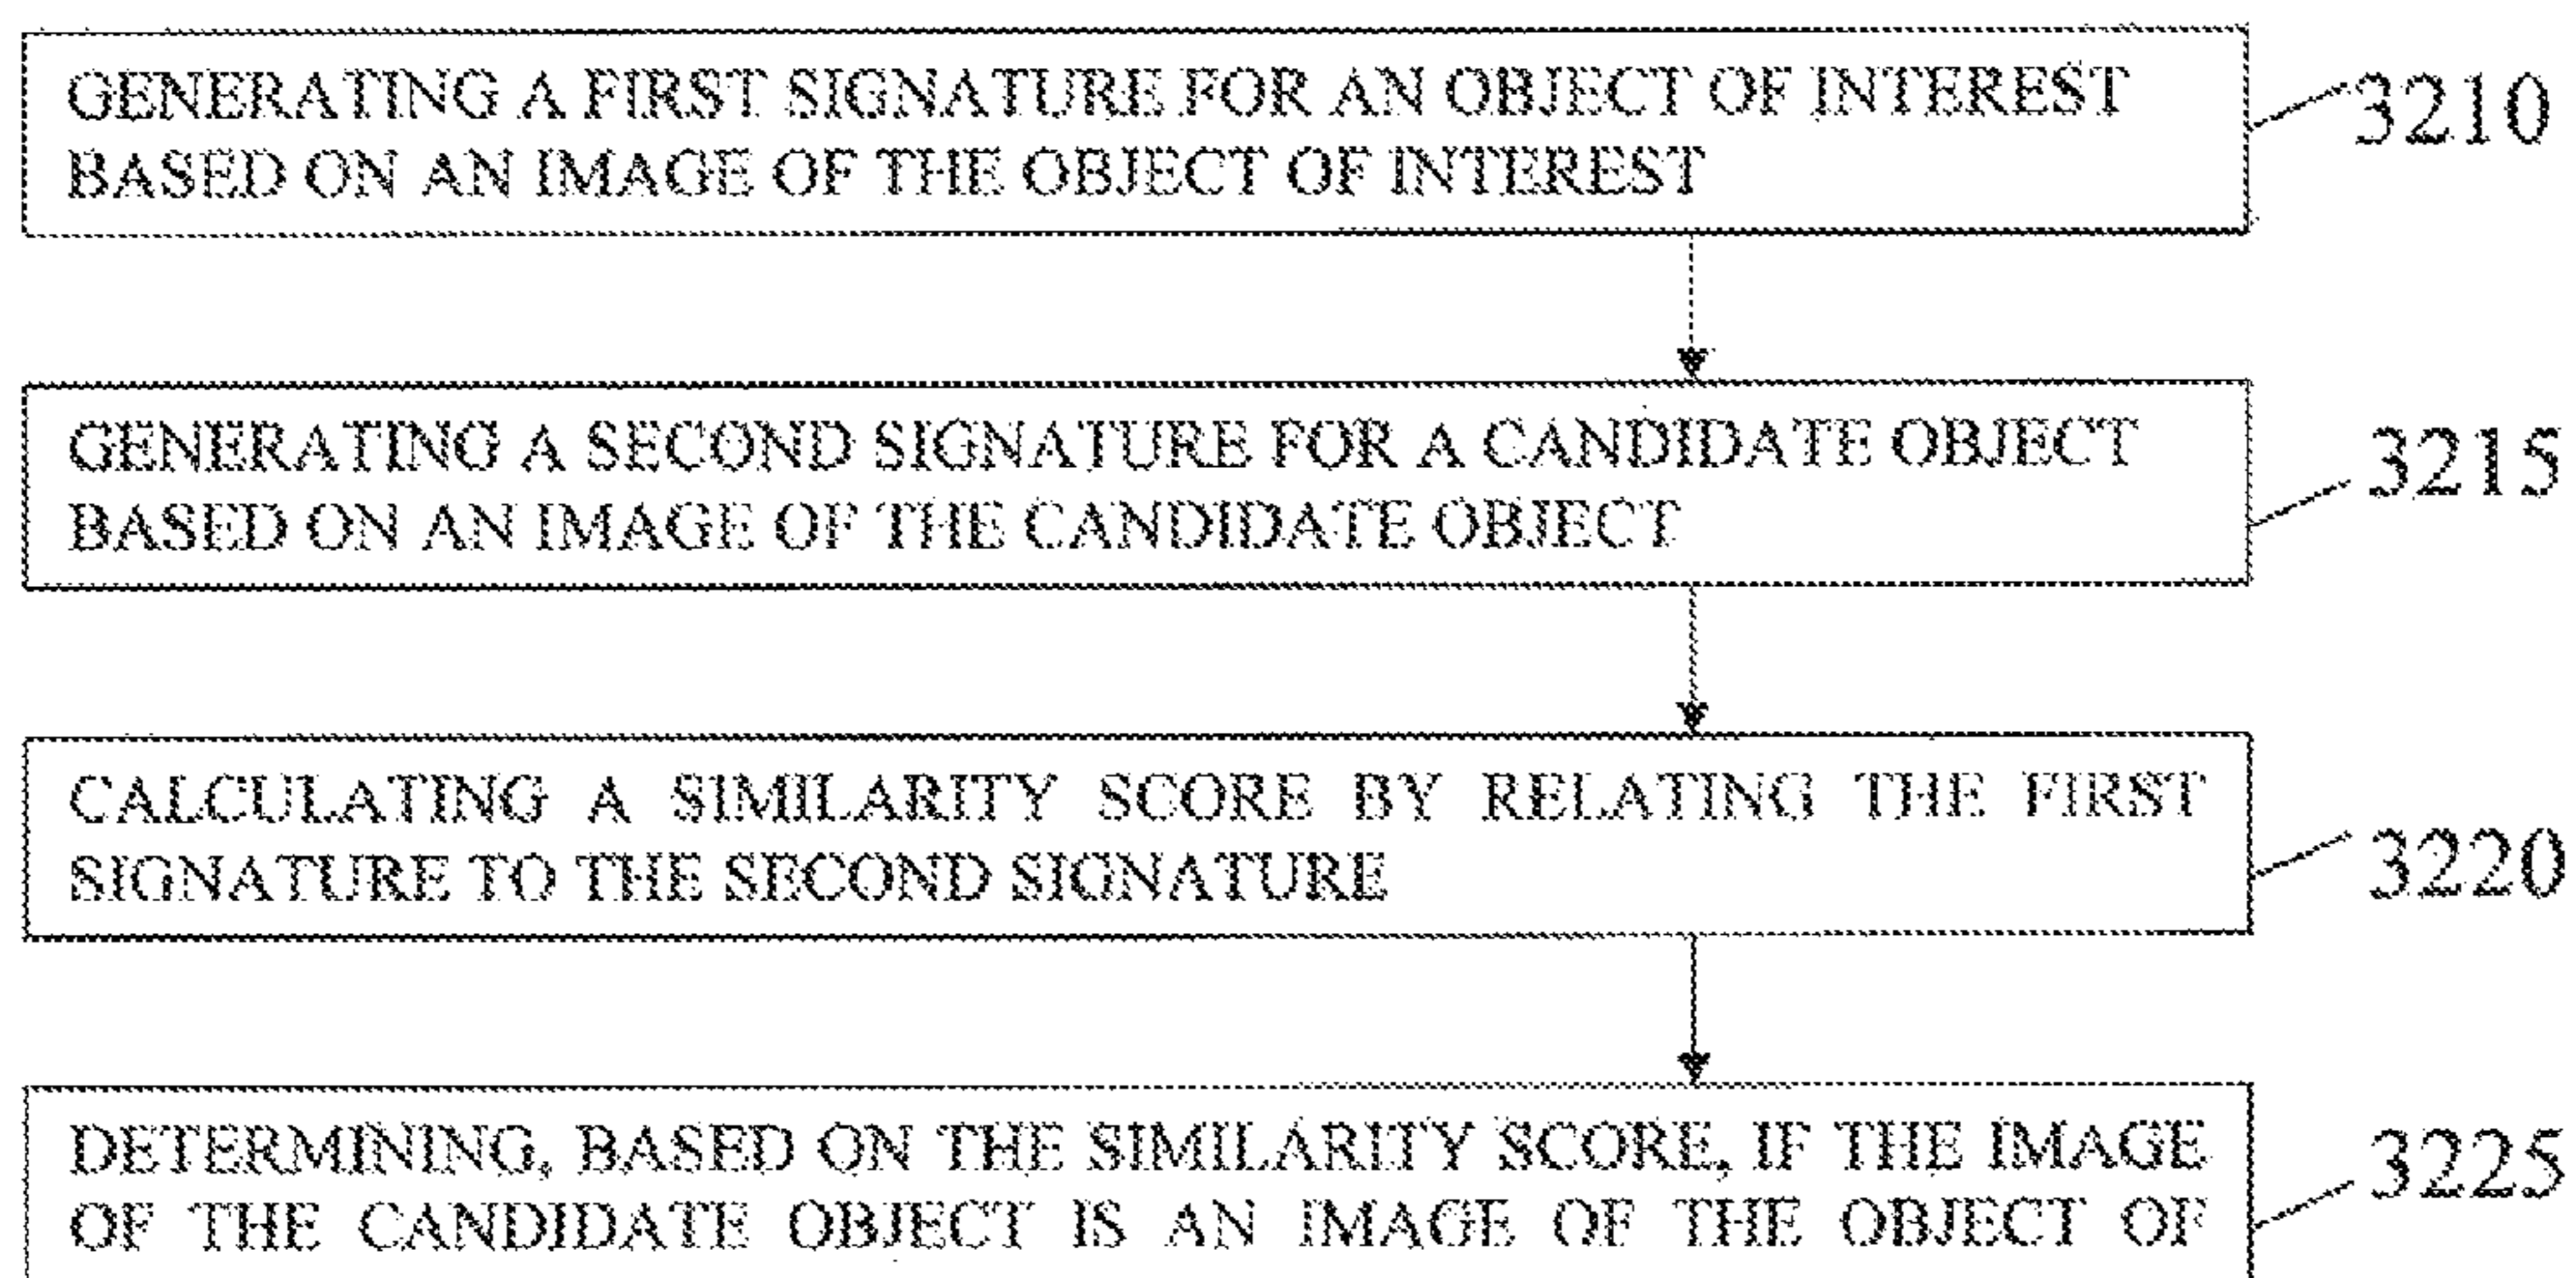 GENERATING A FIRST SIGNATURE FOR AN OBJECT OF INTEREST
BASED ON AN IMAGE OF THE OBJECT OF INTEREST
3210
GENERATING A SECOND SIGNATURE FOR A CANDIDATE OBJECT
BASED ON AN IMAGE OF THE CANDIDATE OBJECT
3215
CALCULATING A SIMILARITY SCORE BY RELATING THE FIRST
SIGNATURE TO THE SECOND SIGNATURE
3220
DETERMINING, BASED ON THE SIMILARITY SCORE, IF THE IMAGE
OF THE CANDIDATE OBJECT IS AN IMAGE OF THE OBJECT OF
3225